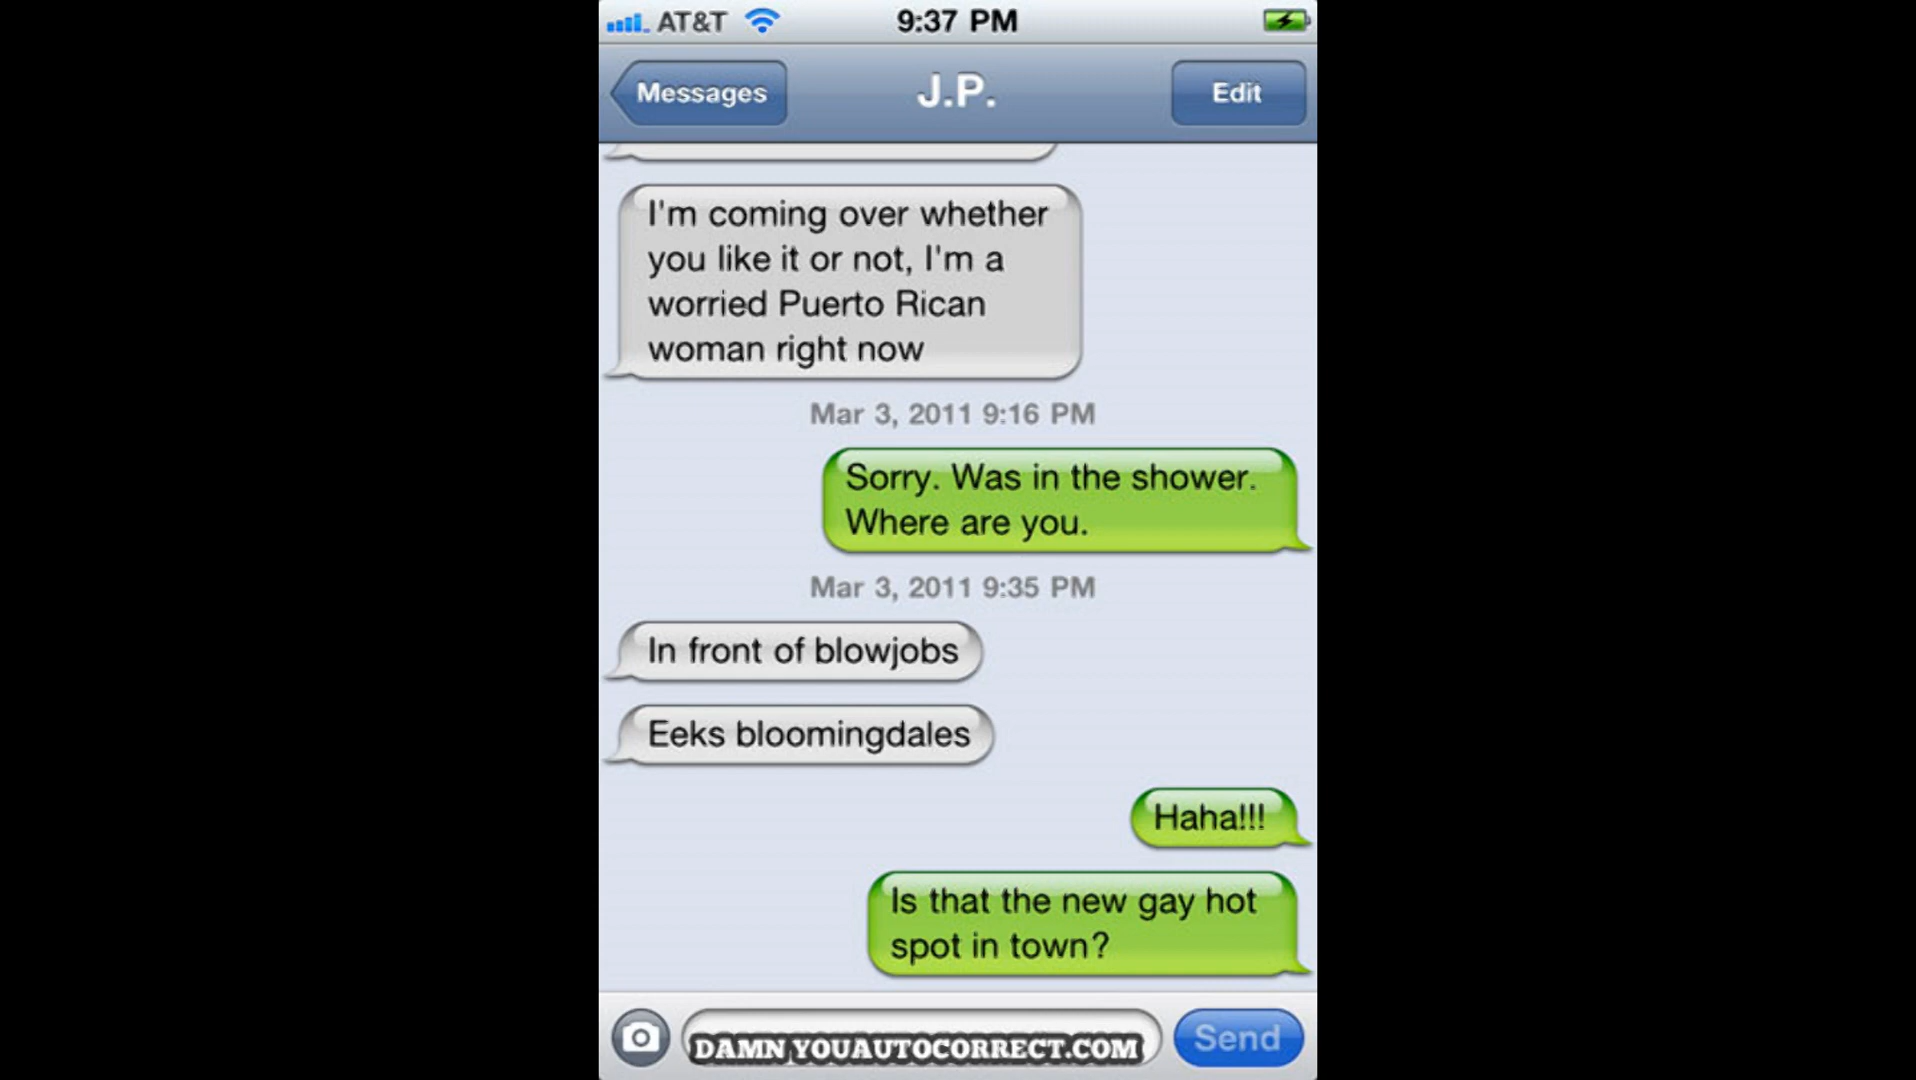 AT&T 9:37 PM
Messages J.P. Edit
I'm coming over whether
you like it or not, I'm a
worried Puerto Rican
woman right now
Mar 3, 2011 9:16 PM
Sorry. Was in the shower.
Where are you.
Mar 3, 2011 9:35 PM
In front of blowjobs
Eeks bloomingdales
Haha!!!
Is that the new gay hot
spot in town?
DAMN YOU AUTOCORRECT.COM Send